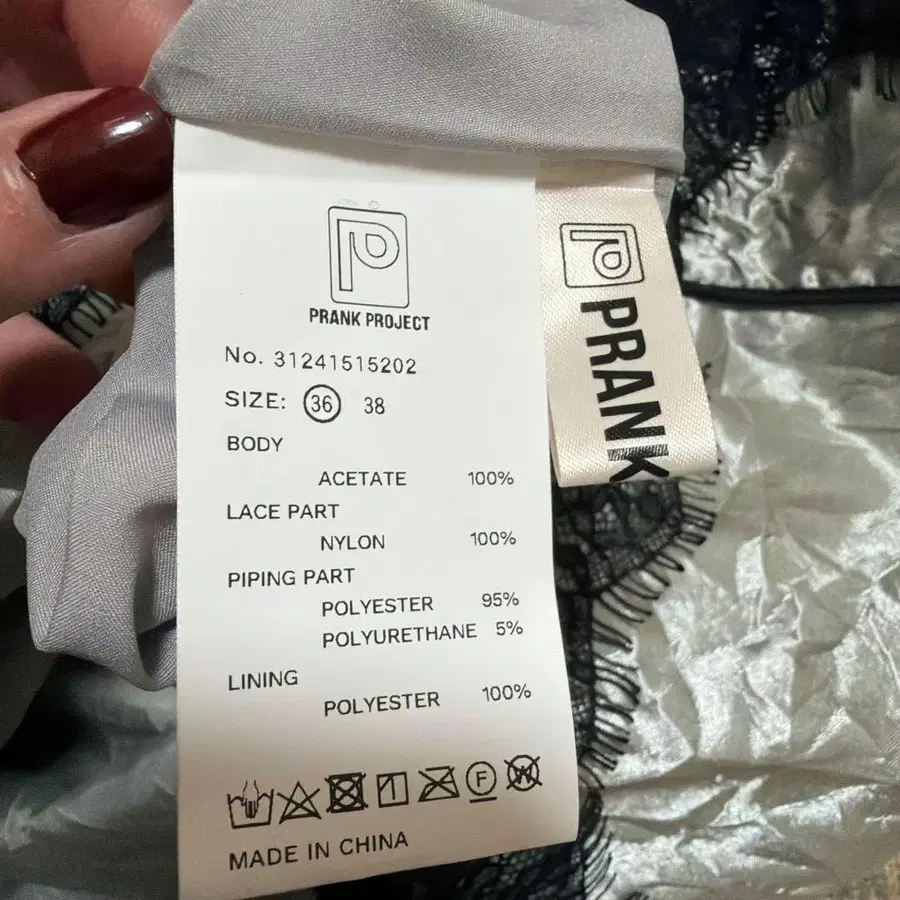 PRANK PROJECT
No. 31241515202
SIZE: 36 38
BODY
ACETATE 100%
LACE PART
NYLON 100%
PIPING PART
POLYESTER 95%
POLYURETHANE 5%
LINING
POLYESTER 100%
F W
MADE IN CHINA
PRANK